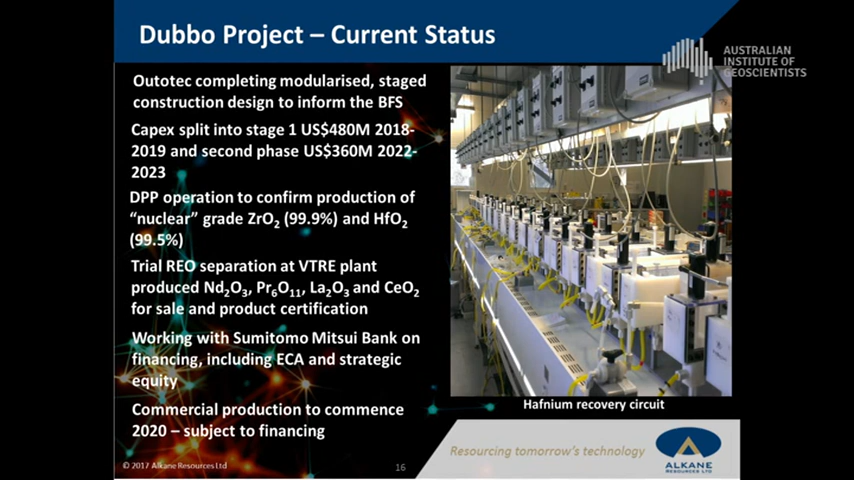 Dubbo Project – Current Status
AUSTRALIAN
INSTITUTE OF
GEOSCIENTISTS
Outotec completing modularised, staged
construction design to inform the BFS
Capex split into stage 1 US$480M 2018-
2019 and second phase US$360M 2022-
2023
DPP operation to confirm production of
“nuclear” grade ZrO₂ (99.9%) and HfO₂
(99.5%)
Trial REO separation at VTRE plant
produced Nd₂O₃, Pr₆O₁₁, La₂O₃ and CeO₂
for sale and product certification
Working with Sumitomo Mitsui Bank on
financing, including ECA and strategic
equity
Commercial production to commence
2020 – subject to financing
Hafnium recovery circuit
Resourcing tomorrow's technology
ALKANE
RESOURCES LTD
© 2017 Alkane Resources Ltd
16